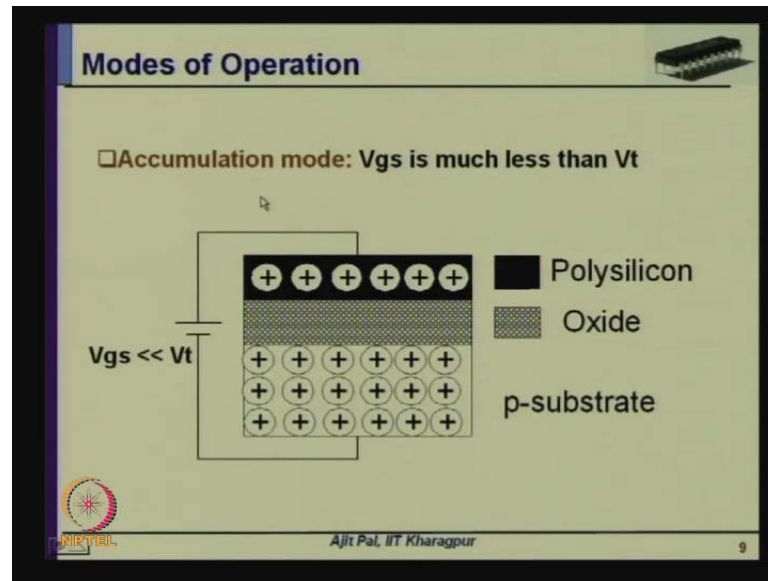 Modes of Operation
❑Accumulation mode: Vgs is much less than Vt
+ + + + + +
Polysilicon
Oxide
Vgs << Vt
+ + + + + +
+ + + + + +
+ + + + + +
p-substrate
NPTEL
Ajit Pal, IIT Kharagpur
9